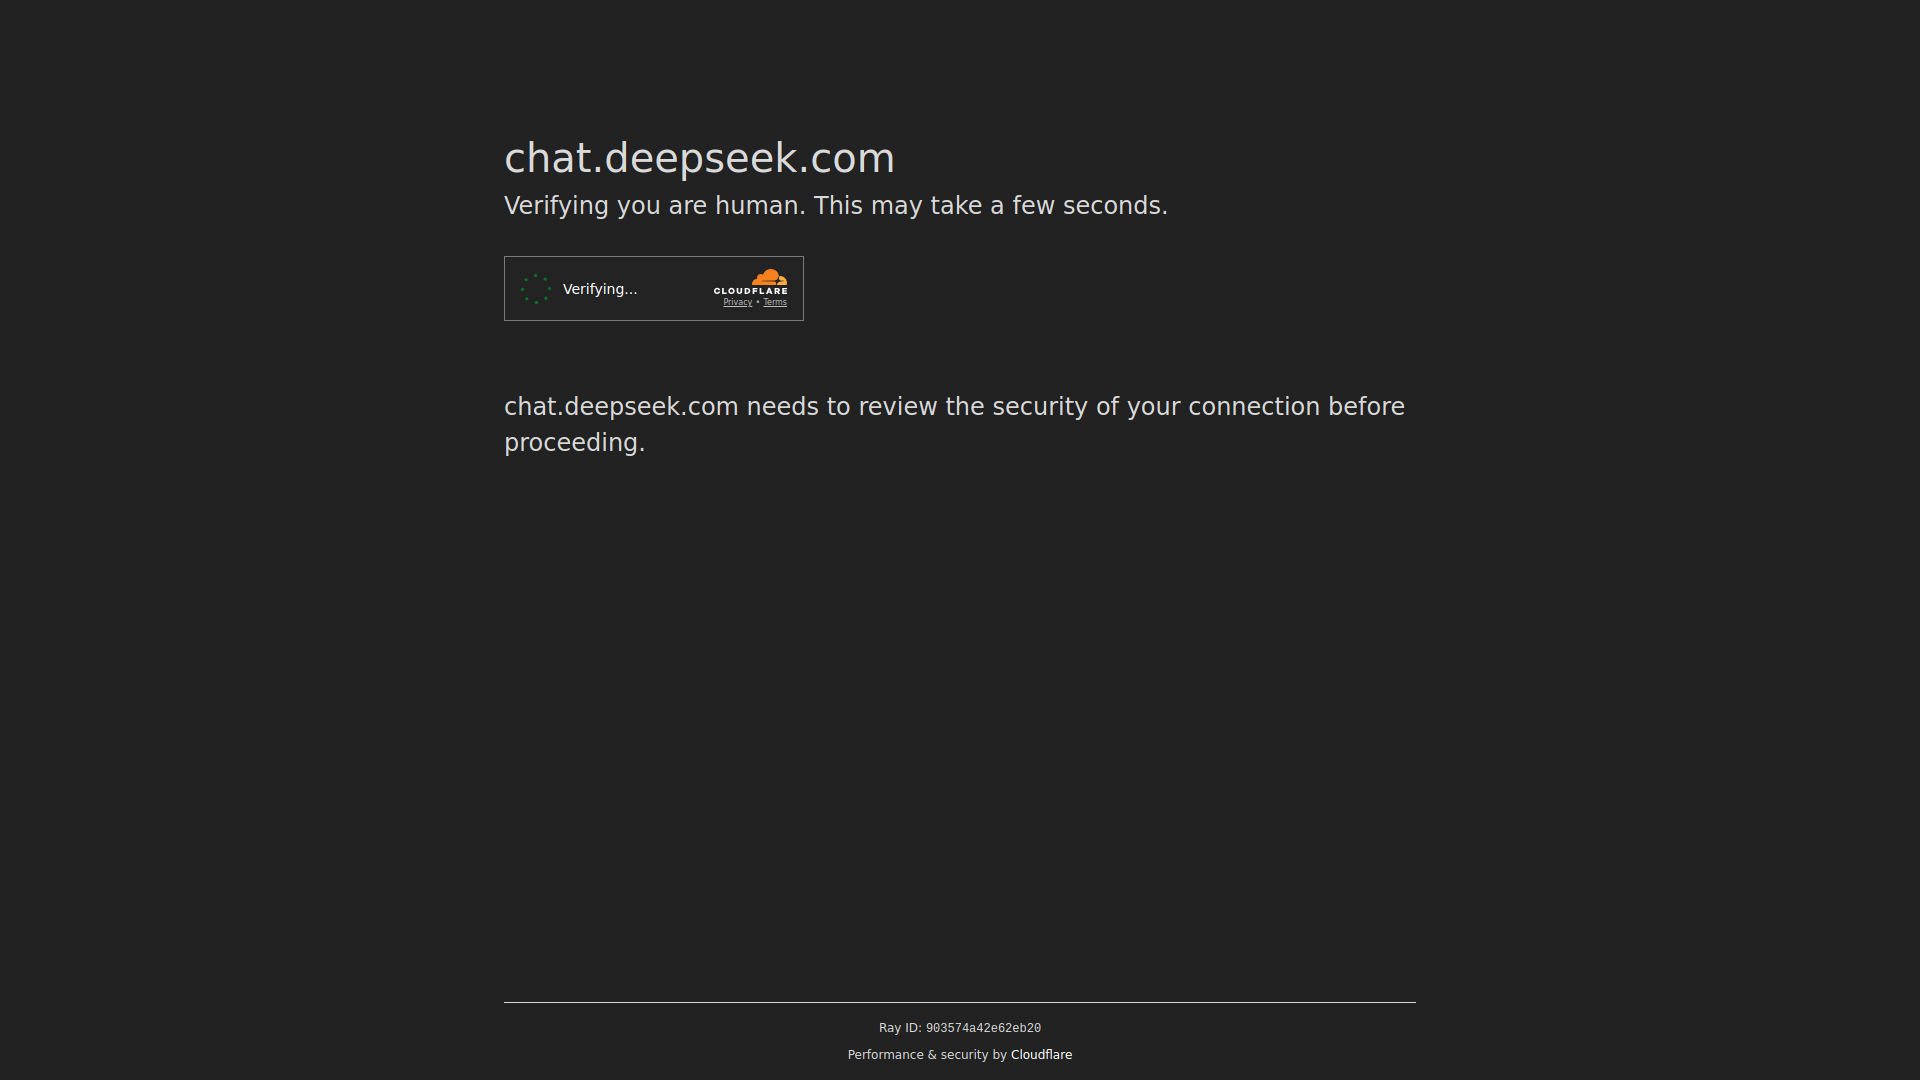 chat.deepseek.com
Verifying you are human. This may take a few seconds.
Verifying...
CLOUDFLARE
Privacy • Terms
chat.deepseek.com needs to review the security of your connection before
proceeding.
Ray ID: 903574a42e62eb20
Performance & security by Cloudflare